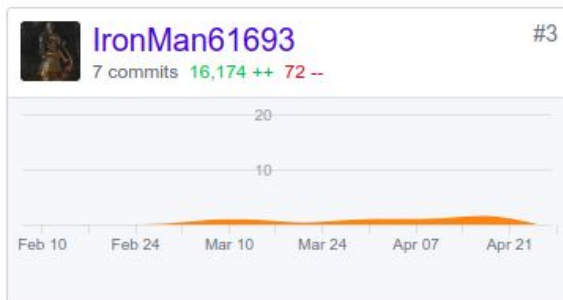 IronMan61693 #3
7 commits 16,174 ++ 72 --
20
10
Feb 10 Feb 24 Mar 10 Mar 24 Apr 07 Apr 21